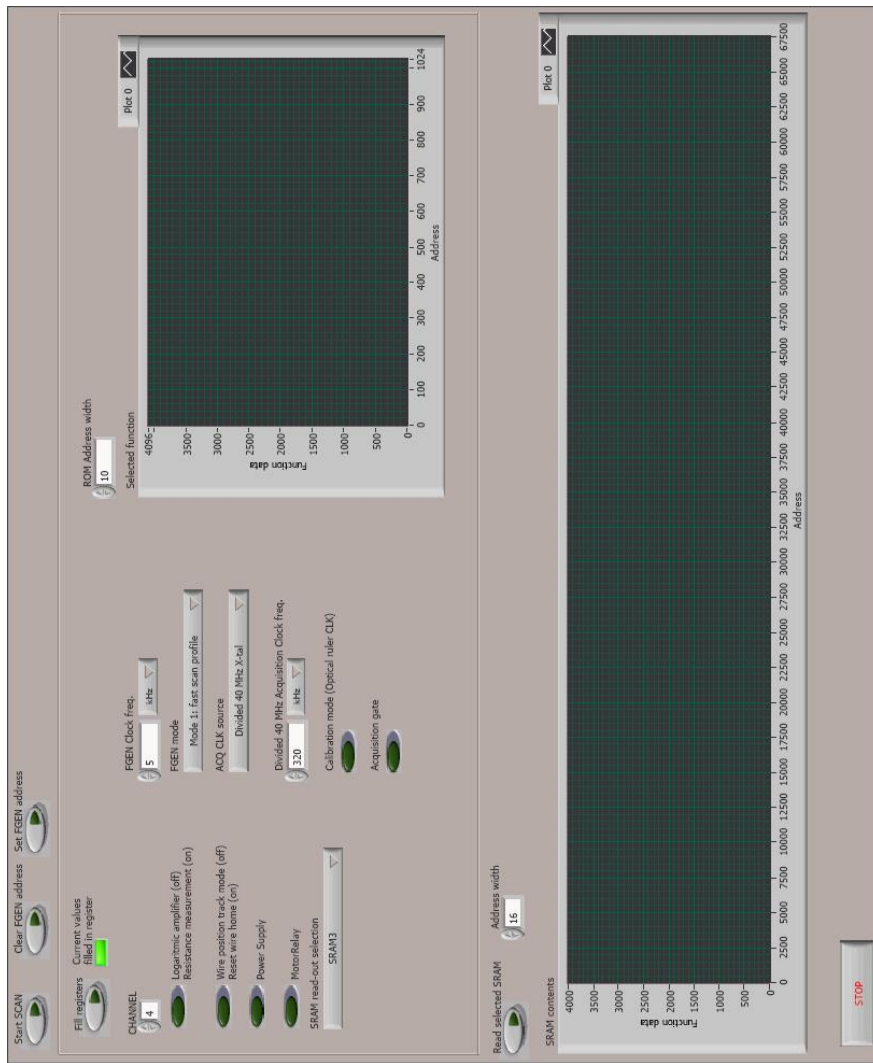 Start SCAN
Clear FGEN address
Set FGEN address
Fill registers
Current values
filled in register
CHANNEL
4
Logaritmic amplifier (off)
Resistance measurement (on)
Wire position track mode (off)
Reset wire home (on)
Power Supply
MotorRelay
SRAM read-out selection
SRAM3
FGEN Clock freq.
5
kHz
FGEN mode
Mode 1: fast scan profile
ACQ CLK source
Divided 40 MHz X-tal
Divided 40 MHz Acquisition Clock freq.
320
kHz
Calibration mode (Optical ruler CLK)
Acquisition gate
ROM Address width
10
Selected function
Plot 0
Function data
4096
3500
3000
2500
2000
1500
1000
500
0
0 100 200 300 400 500 600 700 800 900 1024
Address
Read selected SRAM
Address width
16
SRAM contents
Plot 0
Function data
4000
3500
3000
2500
2000
1500
1000
500
0
0 2500 5000 7500 10000 12500 15000 17500 20000 22500 25000 27500 30000 32500 35000 37500 40000 42500 45000 47500 50000 52500 55000 57500 60000 62500 65000 67500
Address
STOP